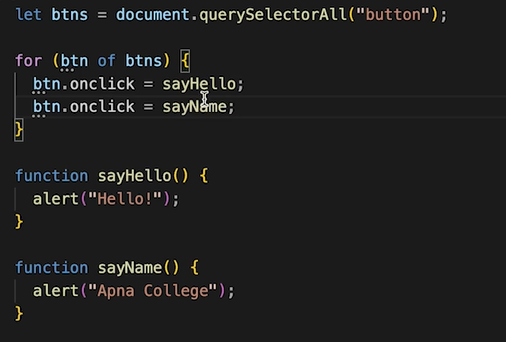 let btns = document.querySelectorAll("button");
for (btn of btns) {
btn.onclick = sayHello;
btn.onclick = sayName;
}
function sayHello() {
alert("Hello!");
}
function sayName() {
alert("Apna College");
}